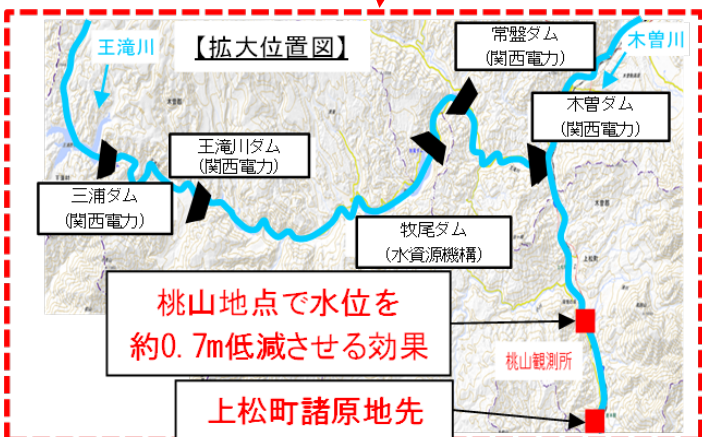 王滝川
【拡大位置図】
常盤ダム
(関西電力)
木曽川
木曽ダム
(関西電力)
王滝川ダム
(関西電力)
三浦ダム
(関西電力)
牧尾ダム
(水資源機構)
上松町
桃山地点で水位を
約0.7m低減させる効果
桃山観測所
上松町諸原地先